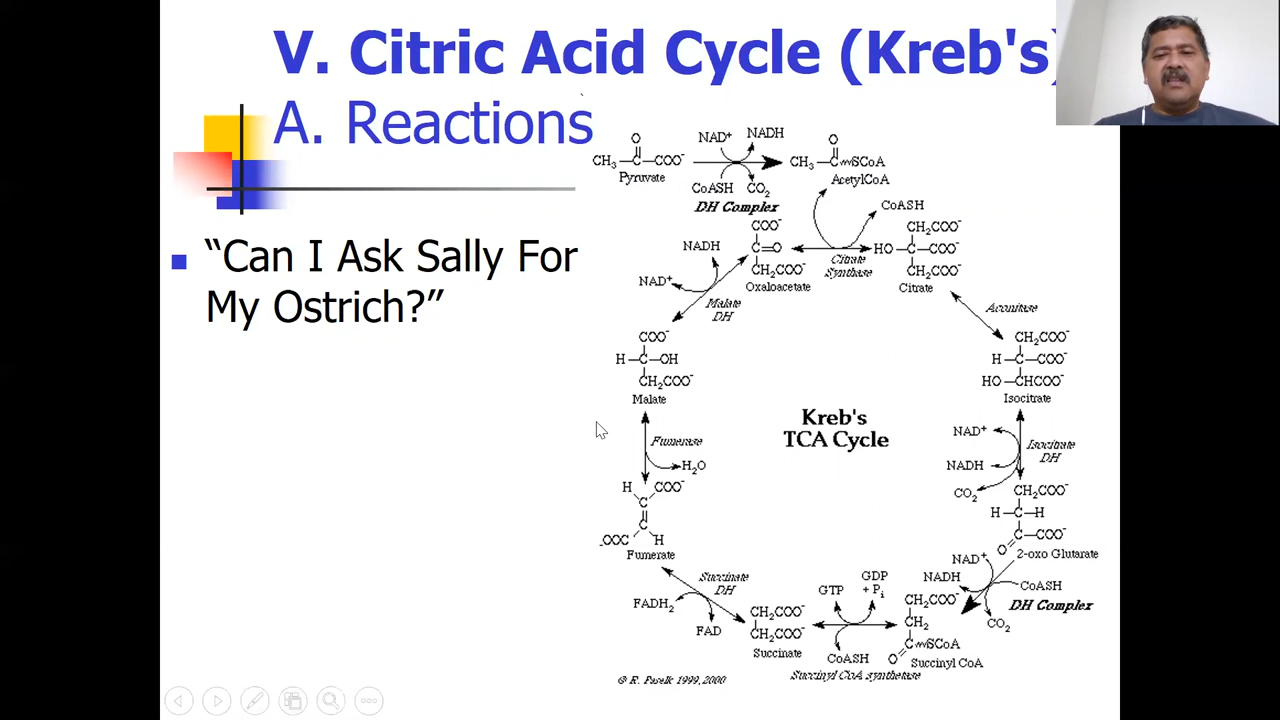 V. Citric Acid Cycle (Kreb's)
A. Reactions
“Can I Ask Sally For
My Ostrich?”
O
CH3 C COO-
Pyruvate
NAD+ NADH
CoASH CO2
DH Complex
O
CH3 C SCoA
AcetylCoA
CoASH
Citrate
Synthase
COO-
C O
CH2COO-
Oxaloacetate
CH2COO-
HO C COO-
CH2COO-
Citrate
Aconitase
CH2COO-
H C COO-
HO CHCOO-
Isocitrate
NAD+
NADH
CO2
Isocitrate
DH
CH2COO-
H C H
C COO-
O
2-oxo Glutarate
NAD+
NADH
CoASH
CO2
DH Complex
CH2COO-
CH2
C SCoA
O
Succinyl CoA
GTP
GDP
+ Pi
CoASH
Succinyl CoA synthetase
CH2COO-
CH2COO-
Succinate
Succinate
DH
FADH2
FAD
H COO-
C
C
-OOC H
Fumerate
Fumerase
H2O
COO-
H C OH
CH2COO-
Malate
Malate
DH
NAD+
NADH
Kreb's
TCA Cycle
© R. Paselk 1999,2000